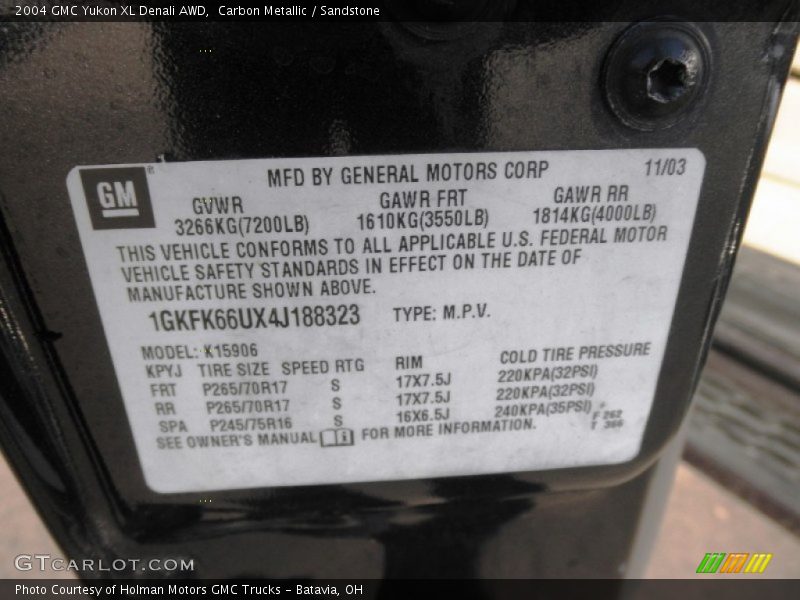 2004 GMC Yukon XL Denali AWD, Carbon Metallic / Sandstone
MFD BY GENERAL MOTORS CORP 11/03
GM
GVWR GAWR FRT GAWR RR
3266KG(7200LB) 1610KG(3550LB) 1814KG(4000LB)
THIS VEHICLE CONFORMS TO ALL APPLICABLE U.S. FEDERAL MOTOR
VEHICLE SAFETY STANDARDS IN EFFECT ON THE DATE OF
MANUFACTURE SHOWN ABOVE.
1GKFK66UX4J188323 TYPE: M.P.V.
MODEL: K15906
KPYJ TIRE SIZE SPEED RTG RIM COLD TIRE PRESSURE
FRT P265/70R17 S 17X7.5J 220KPA(32PSI)
RR P265/70R17 S 17X7.5J 220KPA(32PSI)
SPA P245/75R16 S 16X6.5J 240KPA(35PSI)
F 262
T 366
SEE OWNER'S MANUAL i FOR MORE INFORMATION.
GTCARLOT.COM
Photo Courtesy of Holman Motors GMC Trucks - Batavia, OH